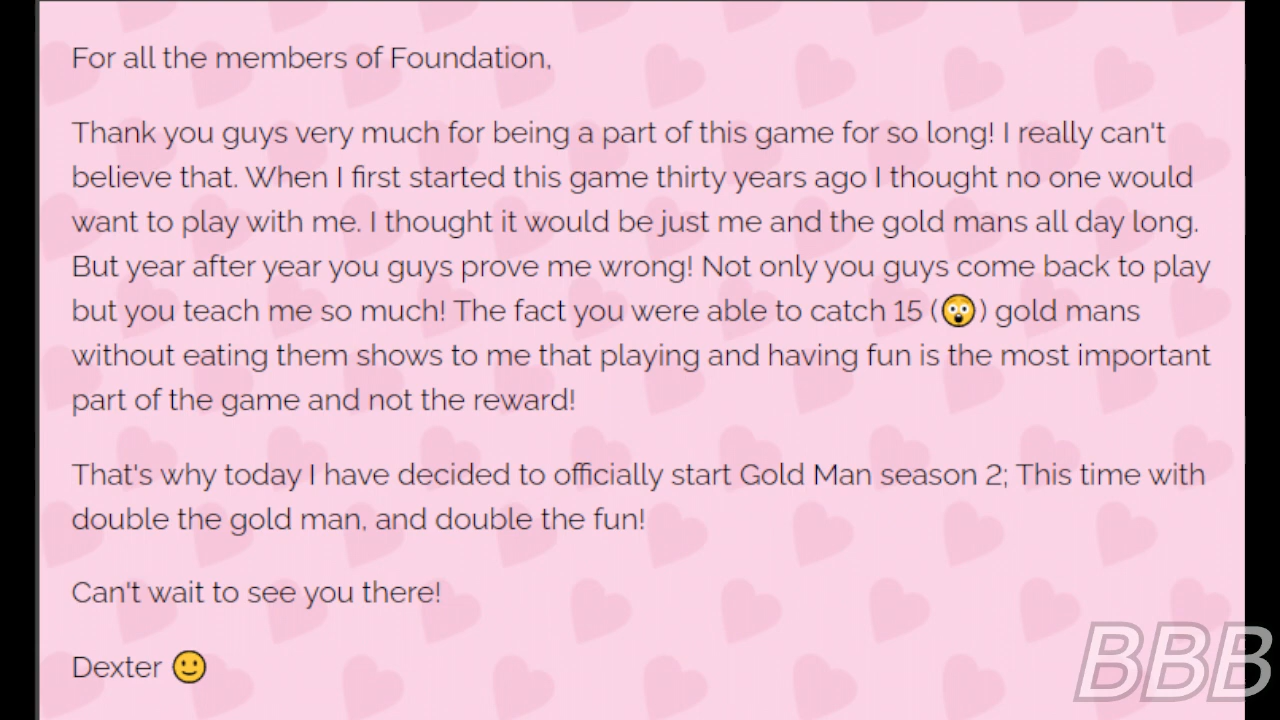 For all the members of Foundation,
Thank you guys very much for being a part of this game for so long! I really can't
believe that. When I first started this game thirty years ago I thought no one would
want to play with me. I thought it would be just me and the gold mans all day long.
But year after year you guys prove me wrong! Not only you guys come back to play
but you teach me so much! The fact you were able to catch 15 (😲) gold mans
without eating them shows to me that playing and having fun is the most important
part of the game and not the reward!
That's why today I have decided to officially start Gold Man season 2; This time with
double the gold man, and double the fun!
Can't wait to see you there!
Dexter 🙂
BBB